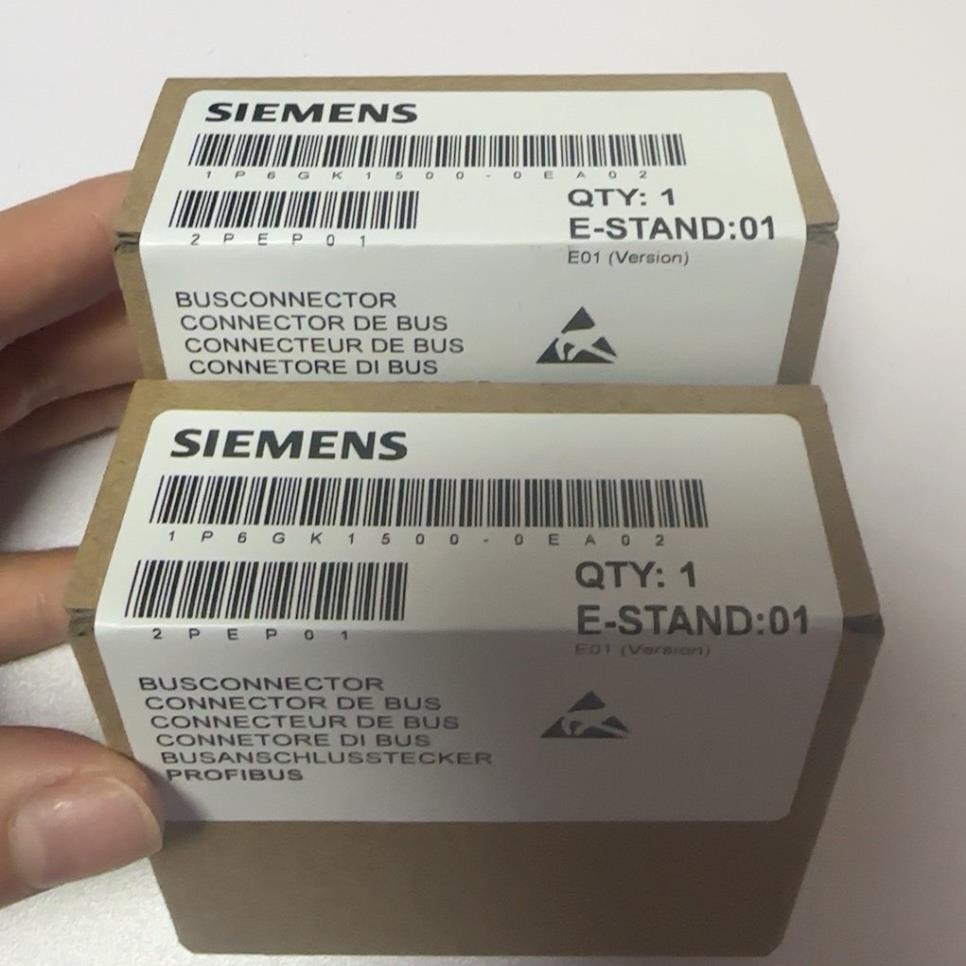 SIEMENS
1P6GK1500-0EA02
QTY: 1
2PEP01
E-STAND:01
E01 (Version)
BUSCONNECTOR
CONNECTOR DE BUS
CONNECTEUR DE BUS
CONNETORE DI BUS
SIEMENS
1P6GK1500-0EA02
QTY: 1
E-STAND:01
2PEP01
E01 (Version)
BUSCONNECTOR
CONNECTOR DE BUS
CONNECTEUR DE BUS
CONNETORE DI BUS
BUSANSCHLUSSTECKER
PROFIBUS